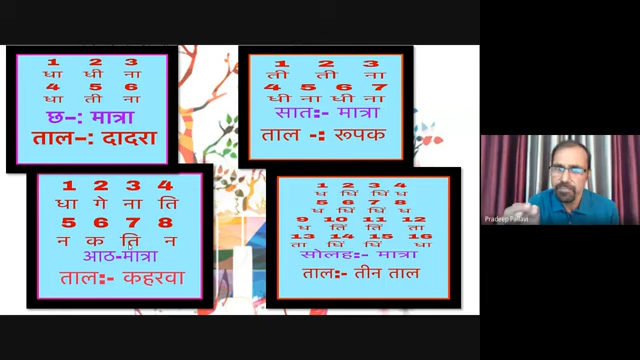 1 2 3
धा धी ना
4 5 6
धा ती ना
छ–: मात्रा
ताल–: दादरा
1 2 3
ती ती ना
4 5 6 7
धी ना धी ना
सात:- मात्रा
ताल -: रूपक
1 2 3 4
धा गे ना ति
5 6 7 8
न क ति न
आठ-मात्रा
ताल:- कहरवा
1 2 3 4
ध धिं धिं ध
5 6 7 8
ध धिं धिं ध
9 10 11 12
ध तिं तिं ता
13 14 15 16
ता धिं धिं धा
सोलह:- मात्रा
ताल:- तीन ताल
Pradeep Pallavi